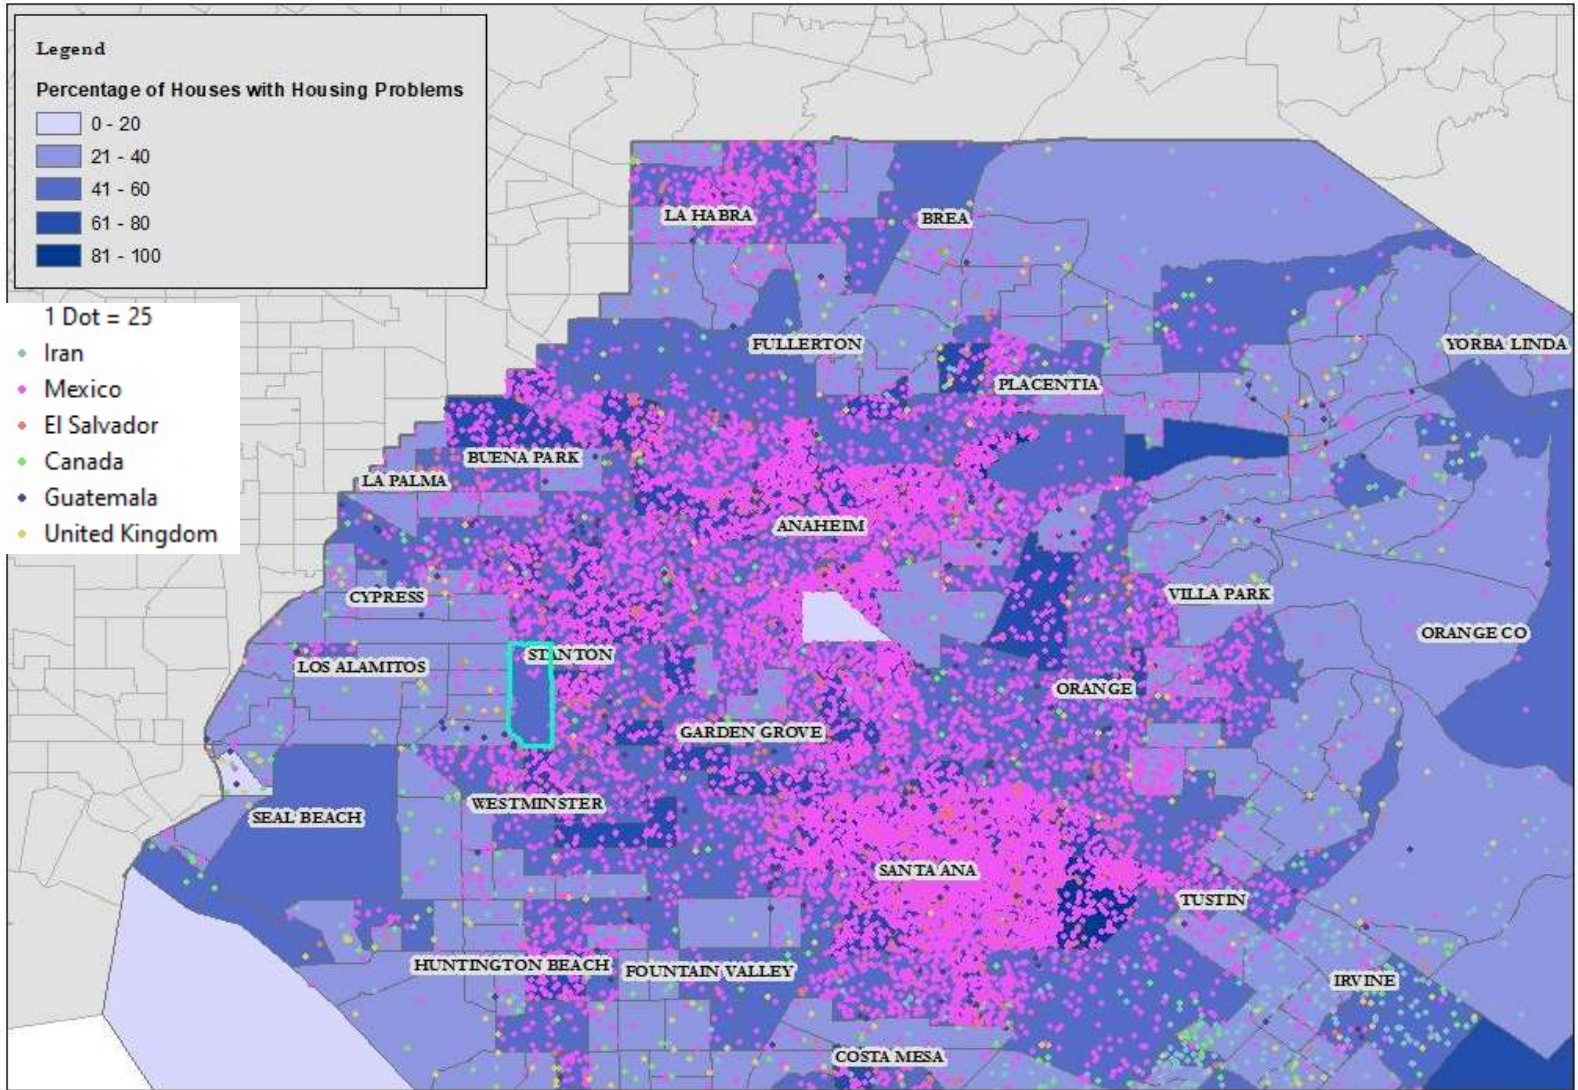 Legend
Percentage of Houses with Housing Problems
0 - 20
21 - 40
41 - 60
61 - 80
81 - 100
1 Dot = 25
Iran
Mexico
El Salvador
Canada
Guatemala
United Kingdom
LA HABRA
BREA
FULLERTON
YORBA LINDA
PLACENTIA
BUENA PARK
LA PALMA
ANAHEIM
CYPRESS
VILLA PARK
ORANGE CO
STANTON
LOS ALAMITOS
ORANGE
GARDEN GROVE
WESTMINSTER
SEAL BEACH
SANTA ANA
TUSTIN
HUNTINGTON BEACH
FOUNTAIN VALLEY
IRVINE
COSTA MESA